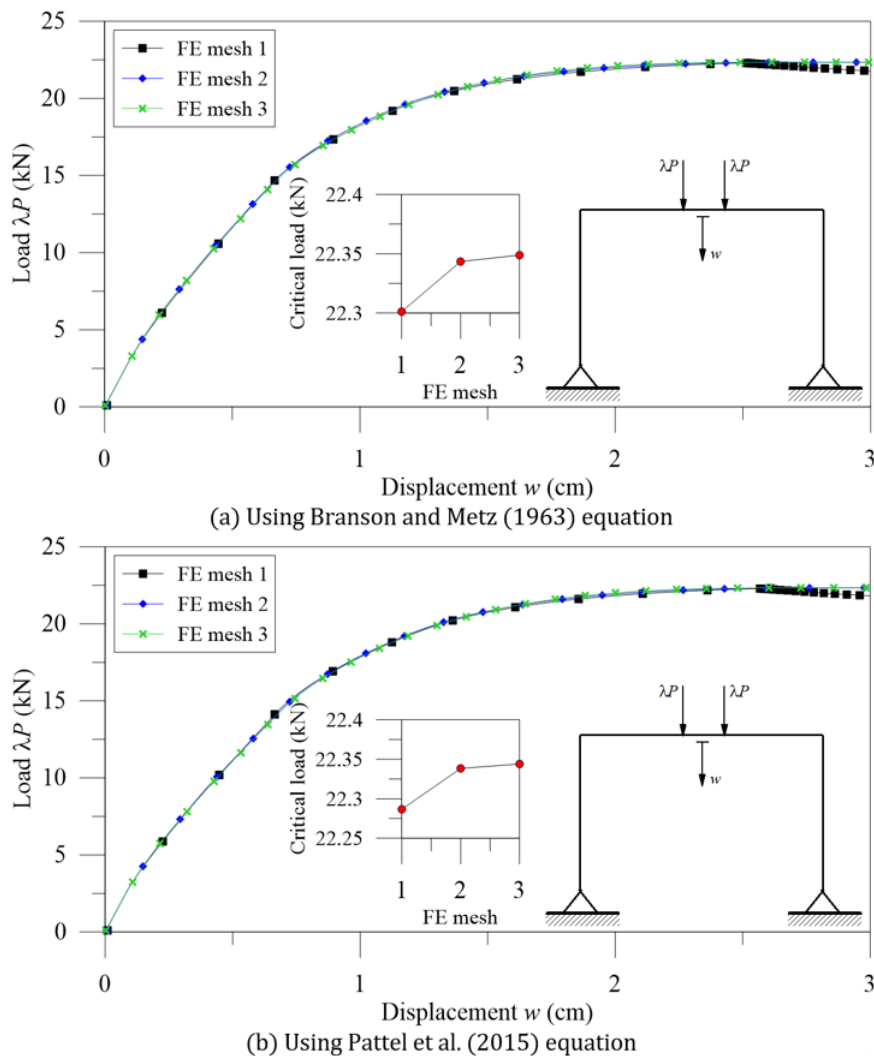 25
20
15
10
5
0
Load λP (kN)
FE mesh 1
FE mesh 2
FE mesh 3
22.4
22.35
22.3
Critical load (kN)
1 2 3
FE mesh
λP λP
w
0 1 2 3
Displacement w (cm)
(a) Using Branson and Metz (1963) equation
25
20
15
10
5
0
Load λP (kN)
FE mesh 1
FE mesh 2
FE mesh 3
22.4
22.35
22.3
22.25
Critical load (kN)
1 2 3
FE mesh
λP λP
w
0 1 2 3
Displacement w (cm)
(b) Using Pattel et al. (2015) equation